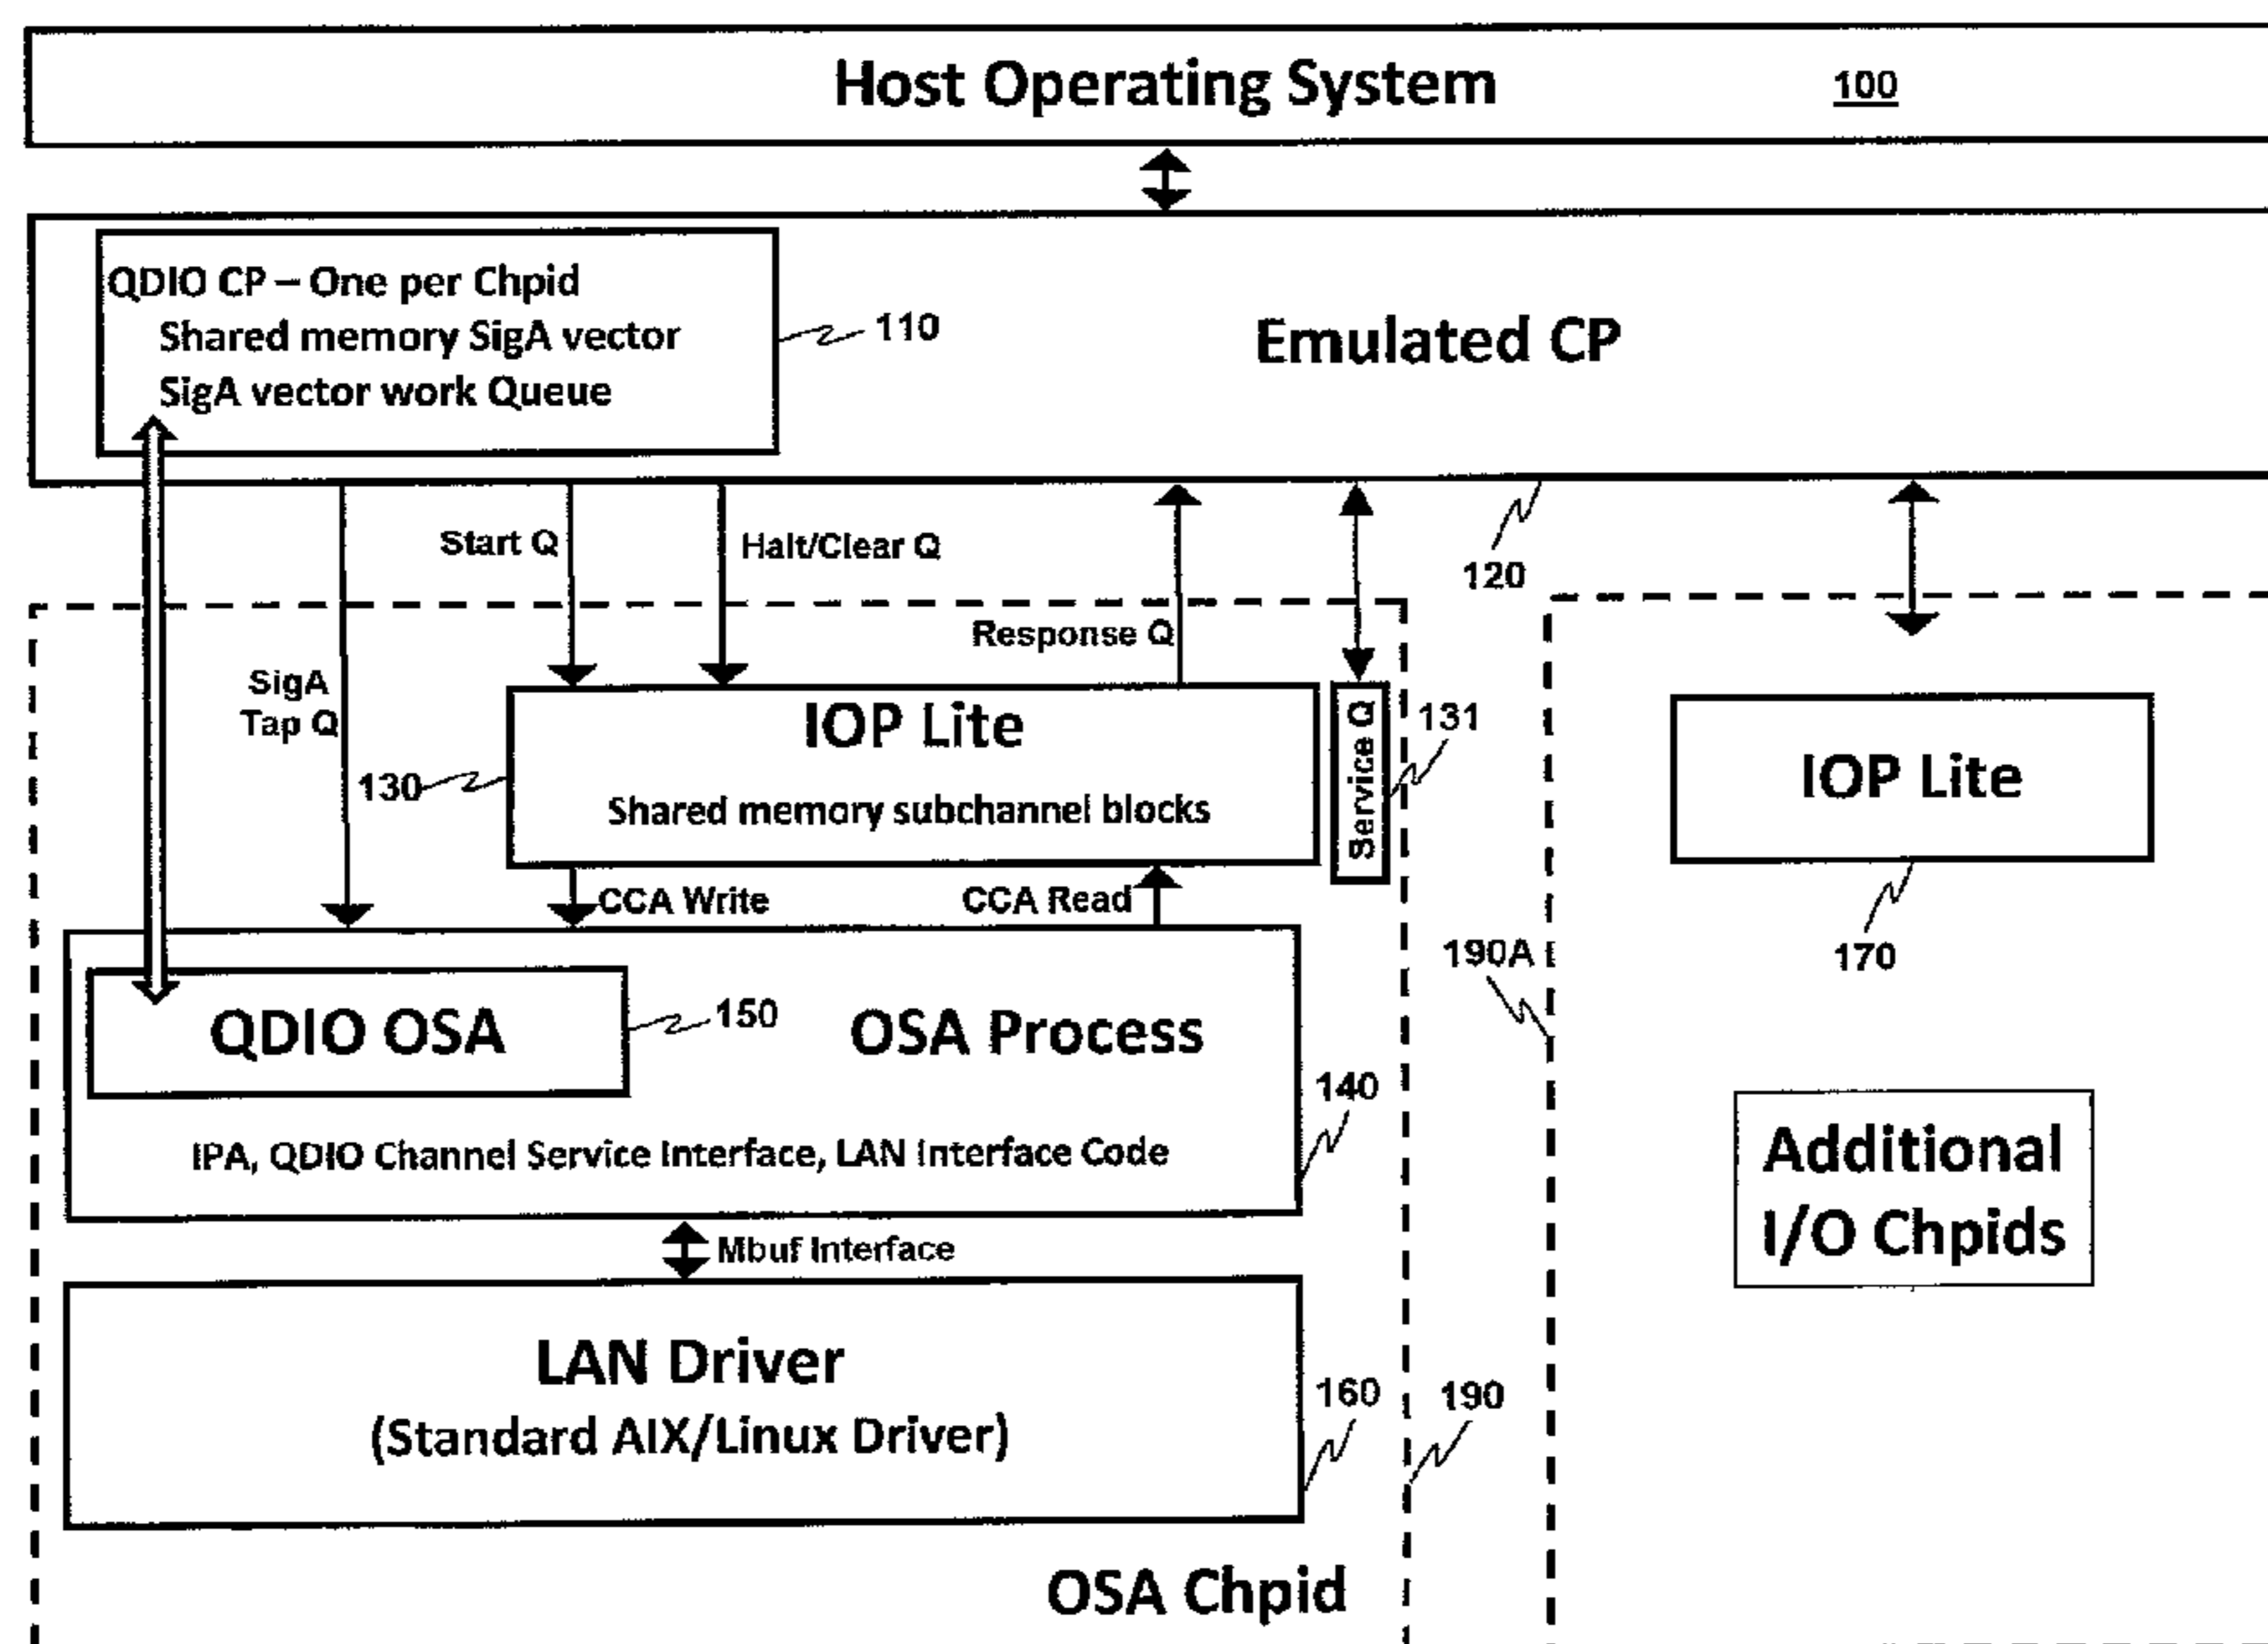 Host Operating System 100
QDIO CP – One per Chpid
Shared memory SigA vector
SigA vector work Queue
110
Emulated CP
Start Q
Halt/Clear Q
120
Response Q
SigA
Tap Q
130
IOP Lite
Shared memory subchannel blocks
Service Q
131
IOP Lite
170
CCA Write
CCA Read
190A
QDIO OSA
150
OSA Process
140
IPA, QDIO Channel Service Interface, LAN Interface Code
Additional
I/O Chpids
Mbuf Interface
LAN Driver
(Standard AIX/Linux Driver)
160
190
OSA Chpid